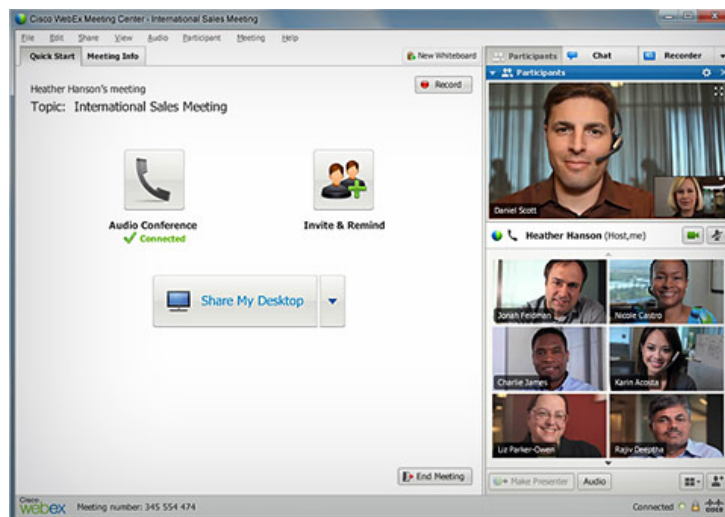 Cisco WebEx Meeting Center - International Sales Meeting
File Edit Share View Audio Participant Meeting Help
Quick Start Meeting Info New Whiteboard
Participants Chat Recorder
Participants
Heather Hanson's meeting
Record
Topic: International Sales Meeting
Daniel Scott
Audio Conference
Connected
Invite & Remind
Heather Hanson (Host,me)
Share My Desktop
Jonah Feldman Nicole Castro
Charlie James Karin Acosta
Liz Parker-Owen Rajiv Deeptha
End Meeting
Make Presenter Audio
Cisco
webex Meeting number: 345 554 474
Connected
CISCO